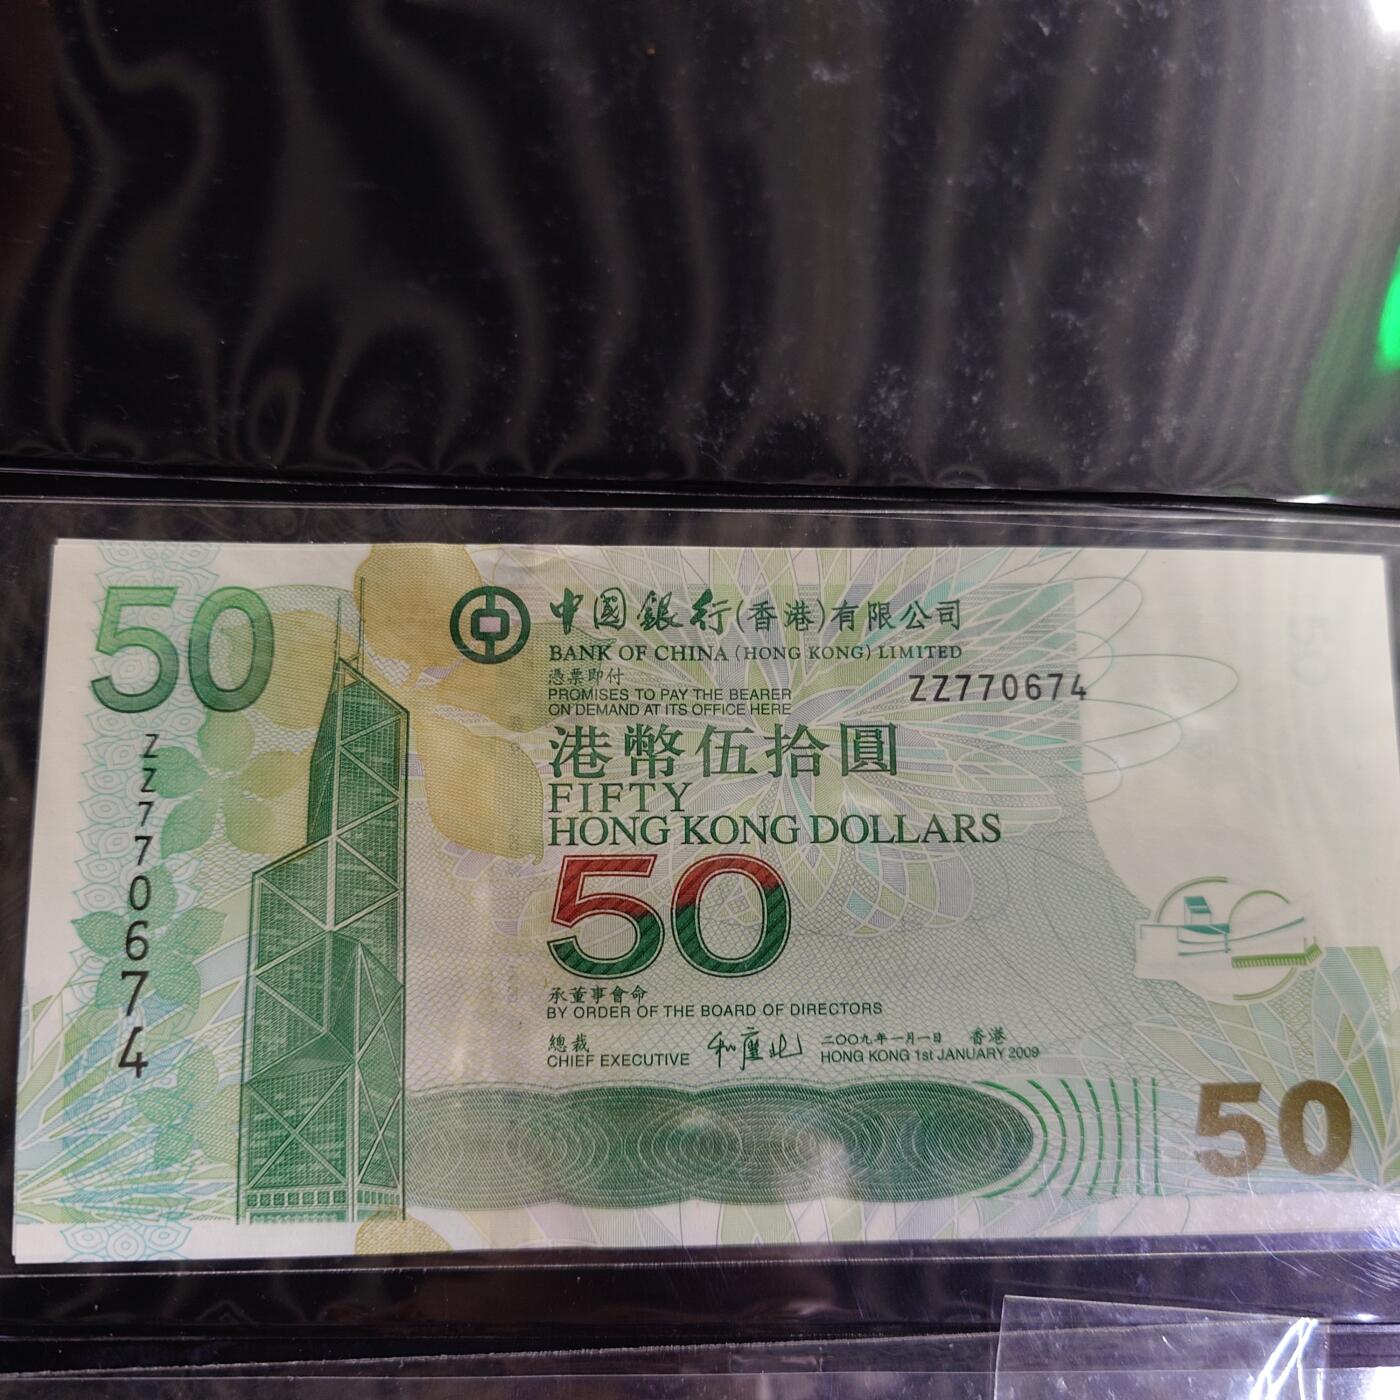 50
中國銀行(香港)有限公司
BANK OF CHINA (HONG KONG) LIMITED
憑票即付
PROMISES TO PAY THE BEARER
ON DEMAND AT ITS OFFICE HERE
ZZ770674
ZZ770674
港幣伍拾圓
FIFTY
HONG KONG DOLLARS
50
承董事會命
BY ORDER OF THE BOARD OF DIRECTORS
總裁
CHIEF EXECUTIVE
二〇〇九年一月一日 香港
HONG KONG 1st JANUARY 2009
50